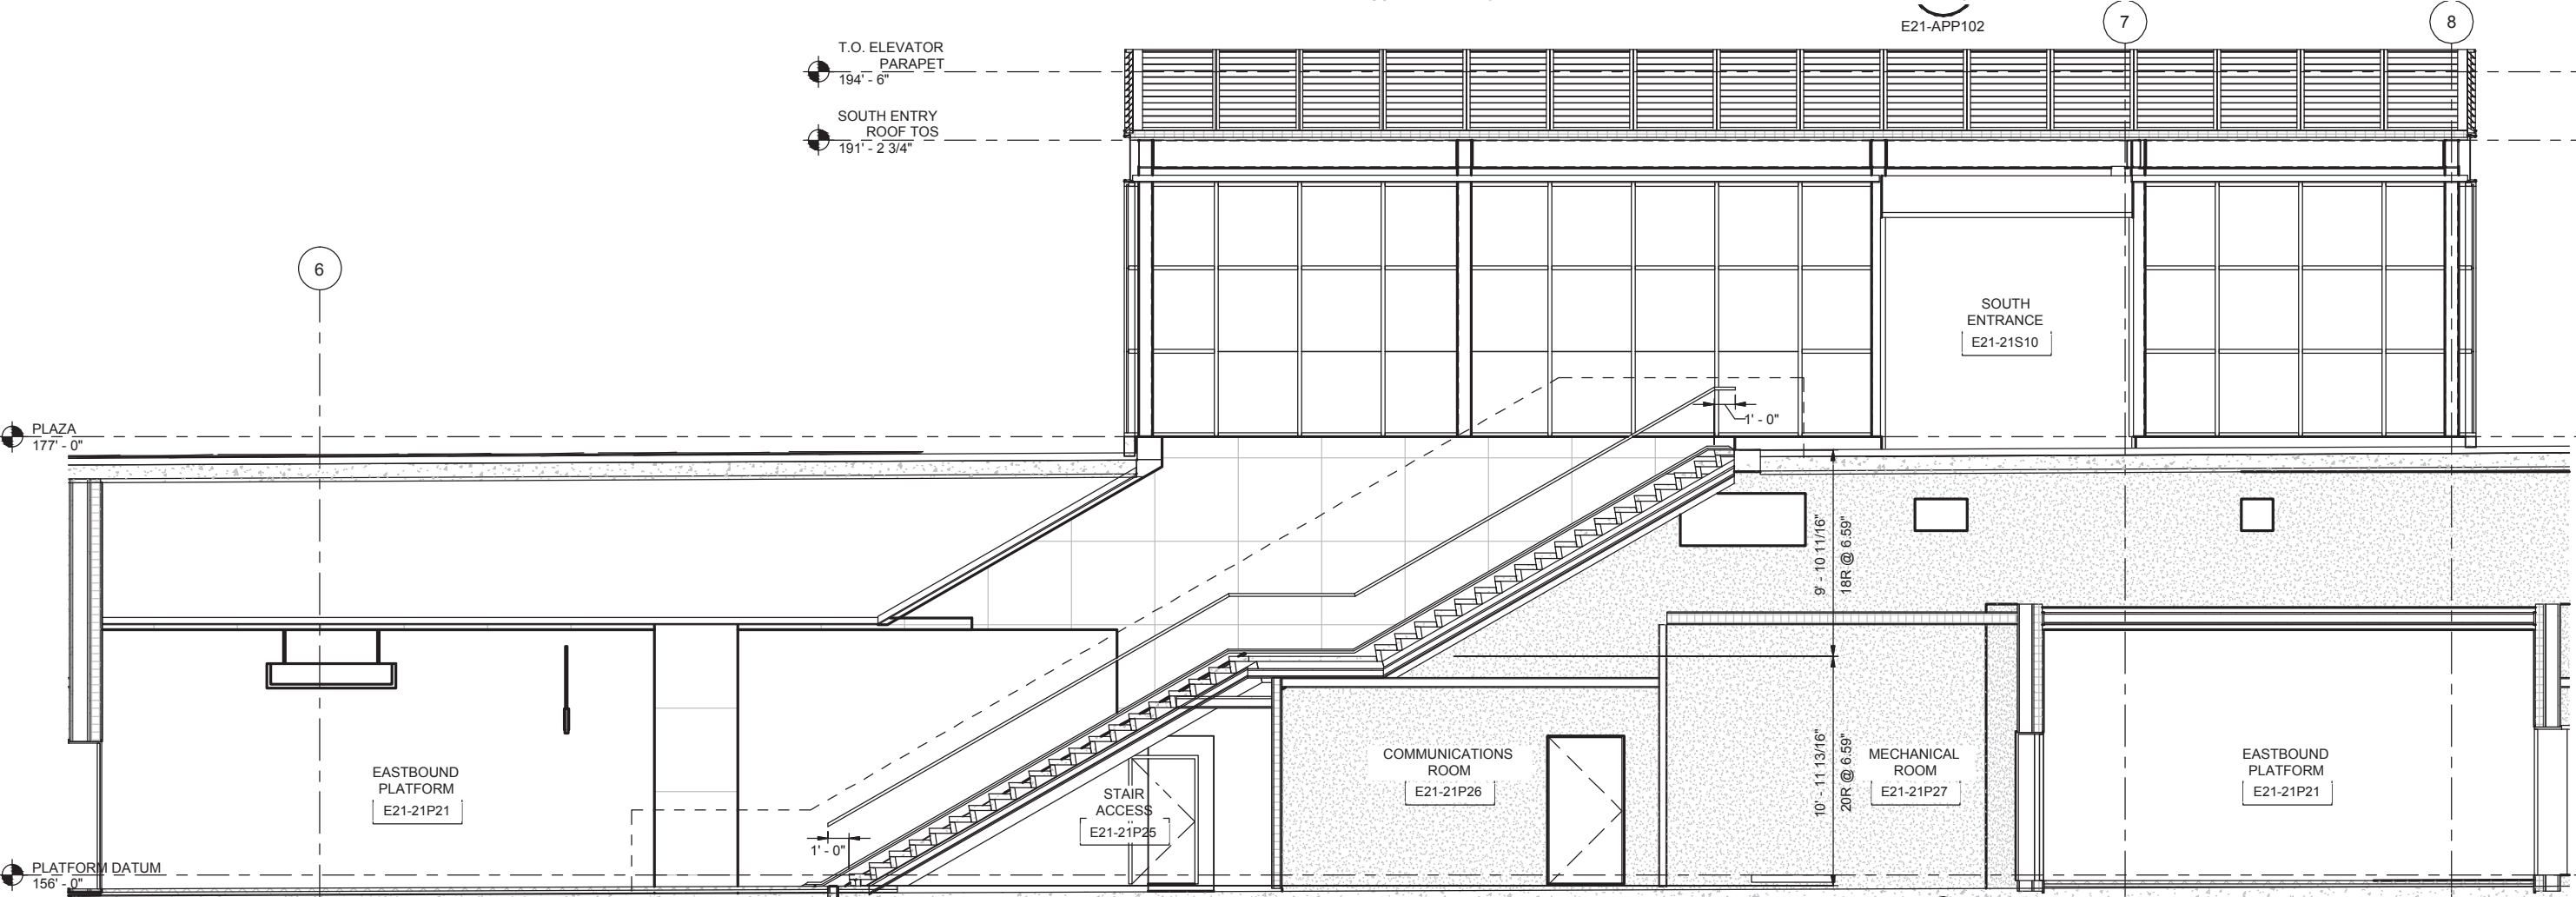 E21-APP102
7
8
T.O. ELEVATOR
PARAPET
194' - 6"
SOUTH ENTRY
ROOF TOS
191' - 2 3/4"
6
SOUTH
ENTRANCE
E21-21S10
1' - 0"
PLAZA
177' - 0"
9' - 10 11/16"
18R @ 6.59"
10' - 11 13/16"
20R @ 6.59"
EASTBOUND
PLATFORM
E21-21P21
STAIR
ACCESS
E21-21P25
COMMUNICATIONS
ROOM
E21-21P26
MECHANICAL
ROOM
E21-21P27
EASTBOUND
PLATFORM
E21-21P21
1' - 0"
PLATFORM DATUM
156' - 0"